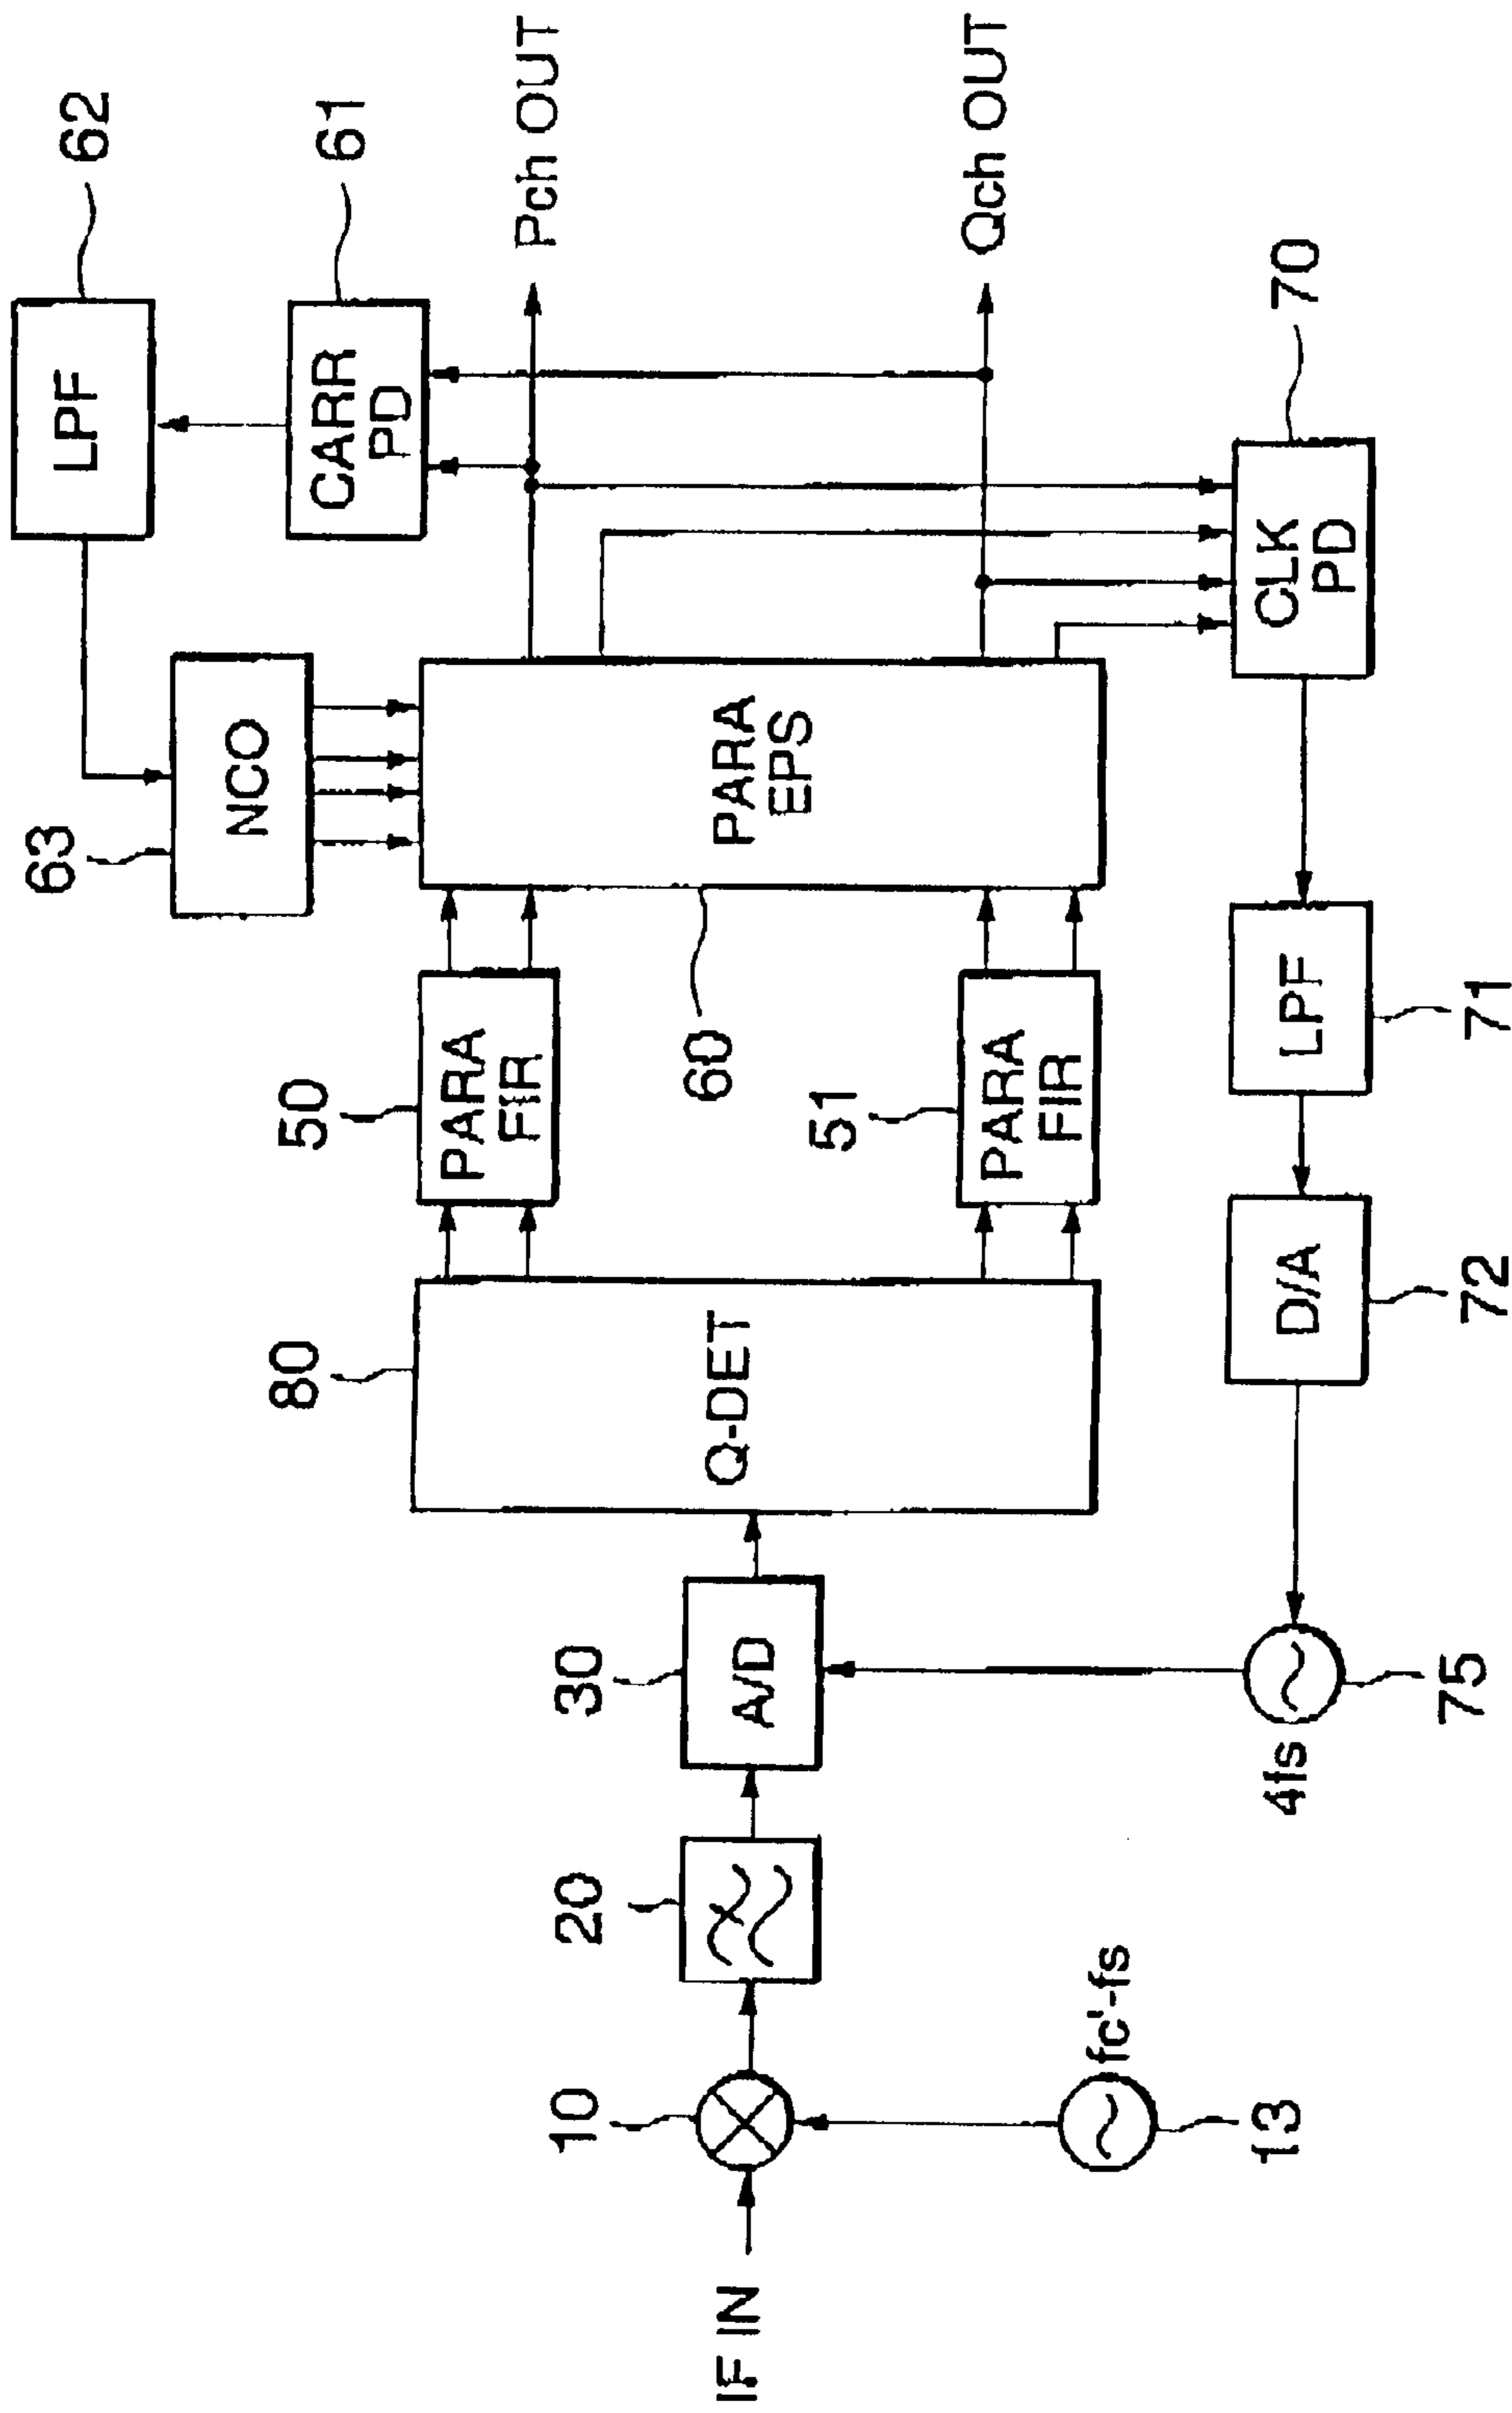 62
LPF
61
CARR
PD
63
NCO
Pch OUT
50
PARA
FIR
80
Q-DET
PARA
EPS
60
IF IN
10
20
30
A/D
51
PARA
FIR
Qch OUT
fc'-fs
13
4fs
75
D/A
72
LPF
71
CLK
PD
70